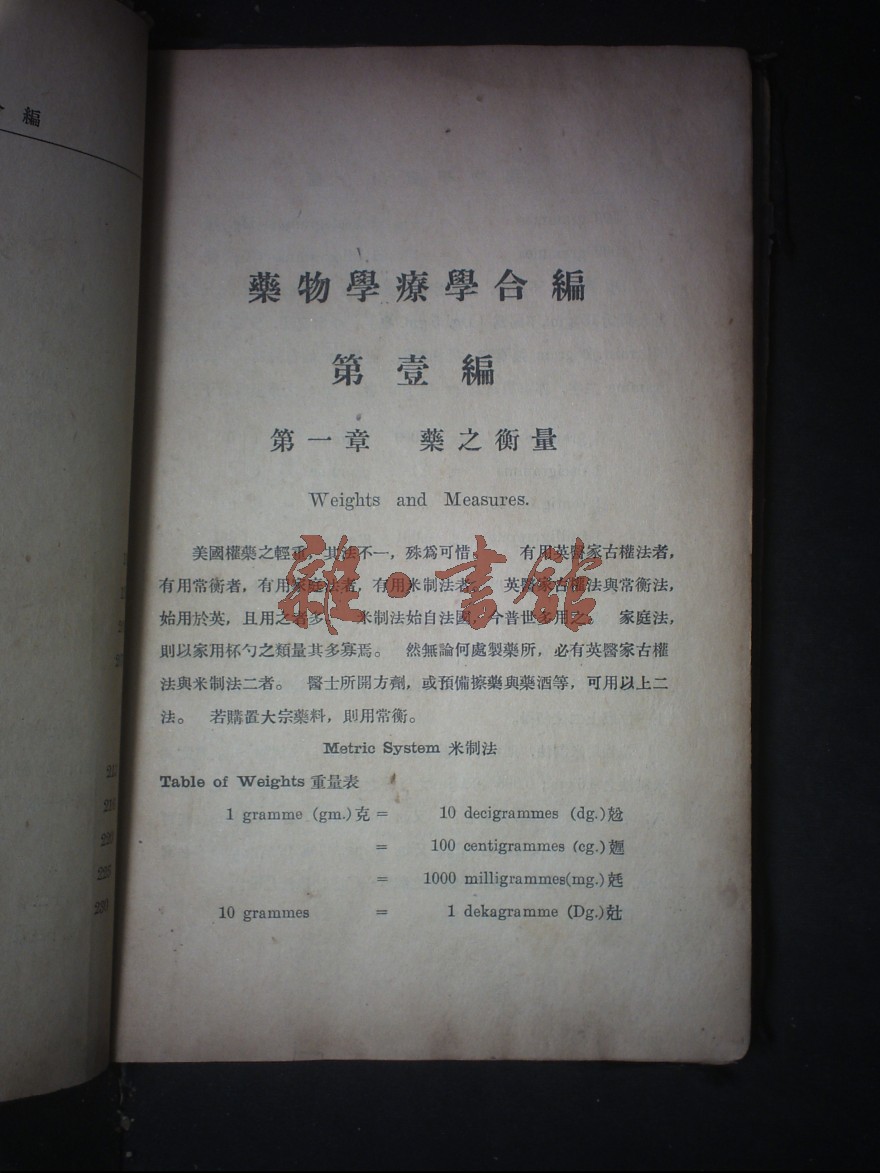 編
藥物學療學合編
第壹編
第一章 藥之衡量
Weights and Measures.
美國權藥之輕重,其法不一,殊爲可惜。 有用英醫家古權法者,
有用常衡者,有用家庭法者,有用米制法者。 英醫家古權法與常衡法,
始用於英,且用之者多。 米制法始自法國,今普世多用之。 家庭法,
則以家用杯勺之類量其多寡焉。 然無論何處製藥所,必有英醫家古權
法與米制法二者。 醫士所開方劑,或預備擦藥與藥酒等,可用以上二
法。 若購置大宗藥料,則用常衡。
Metric System 米制法
Table of Weights 重量表
1 gramme (gm.) 克 = 10 decigrammes (dg.) 兝
= 100 centigrammes (cg.) 兣
= 1000 milligrammes(mg.) 兞
10 grammes = 1 dekagramme (Dg.) 兙
雜·書館